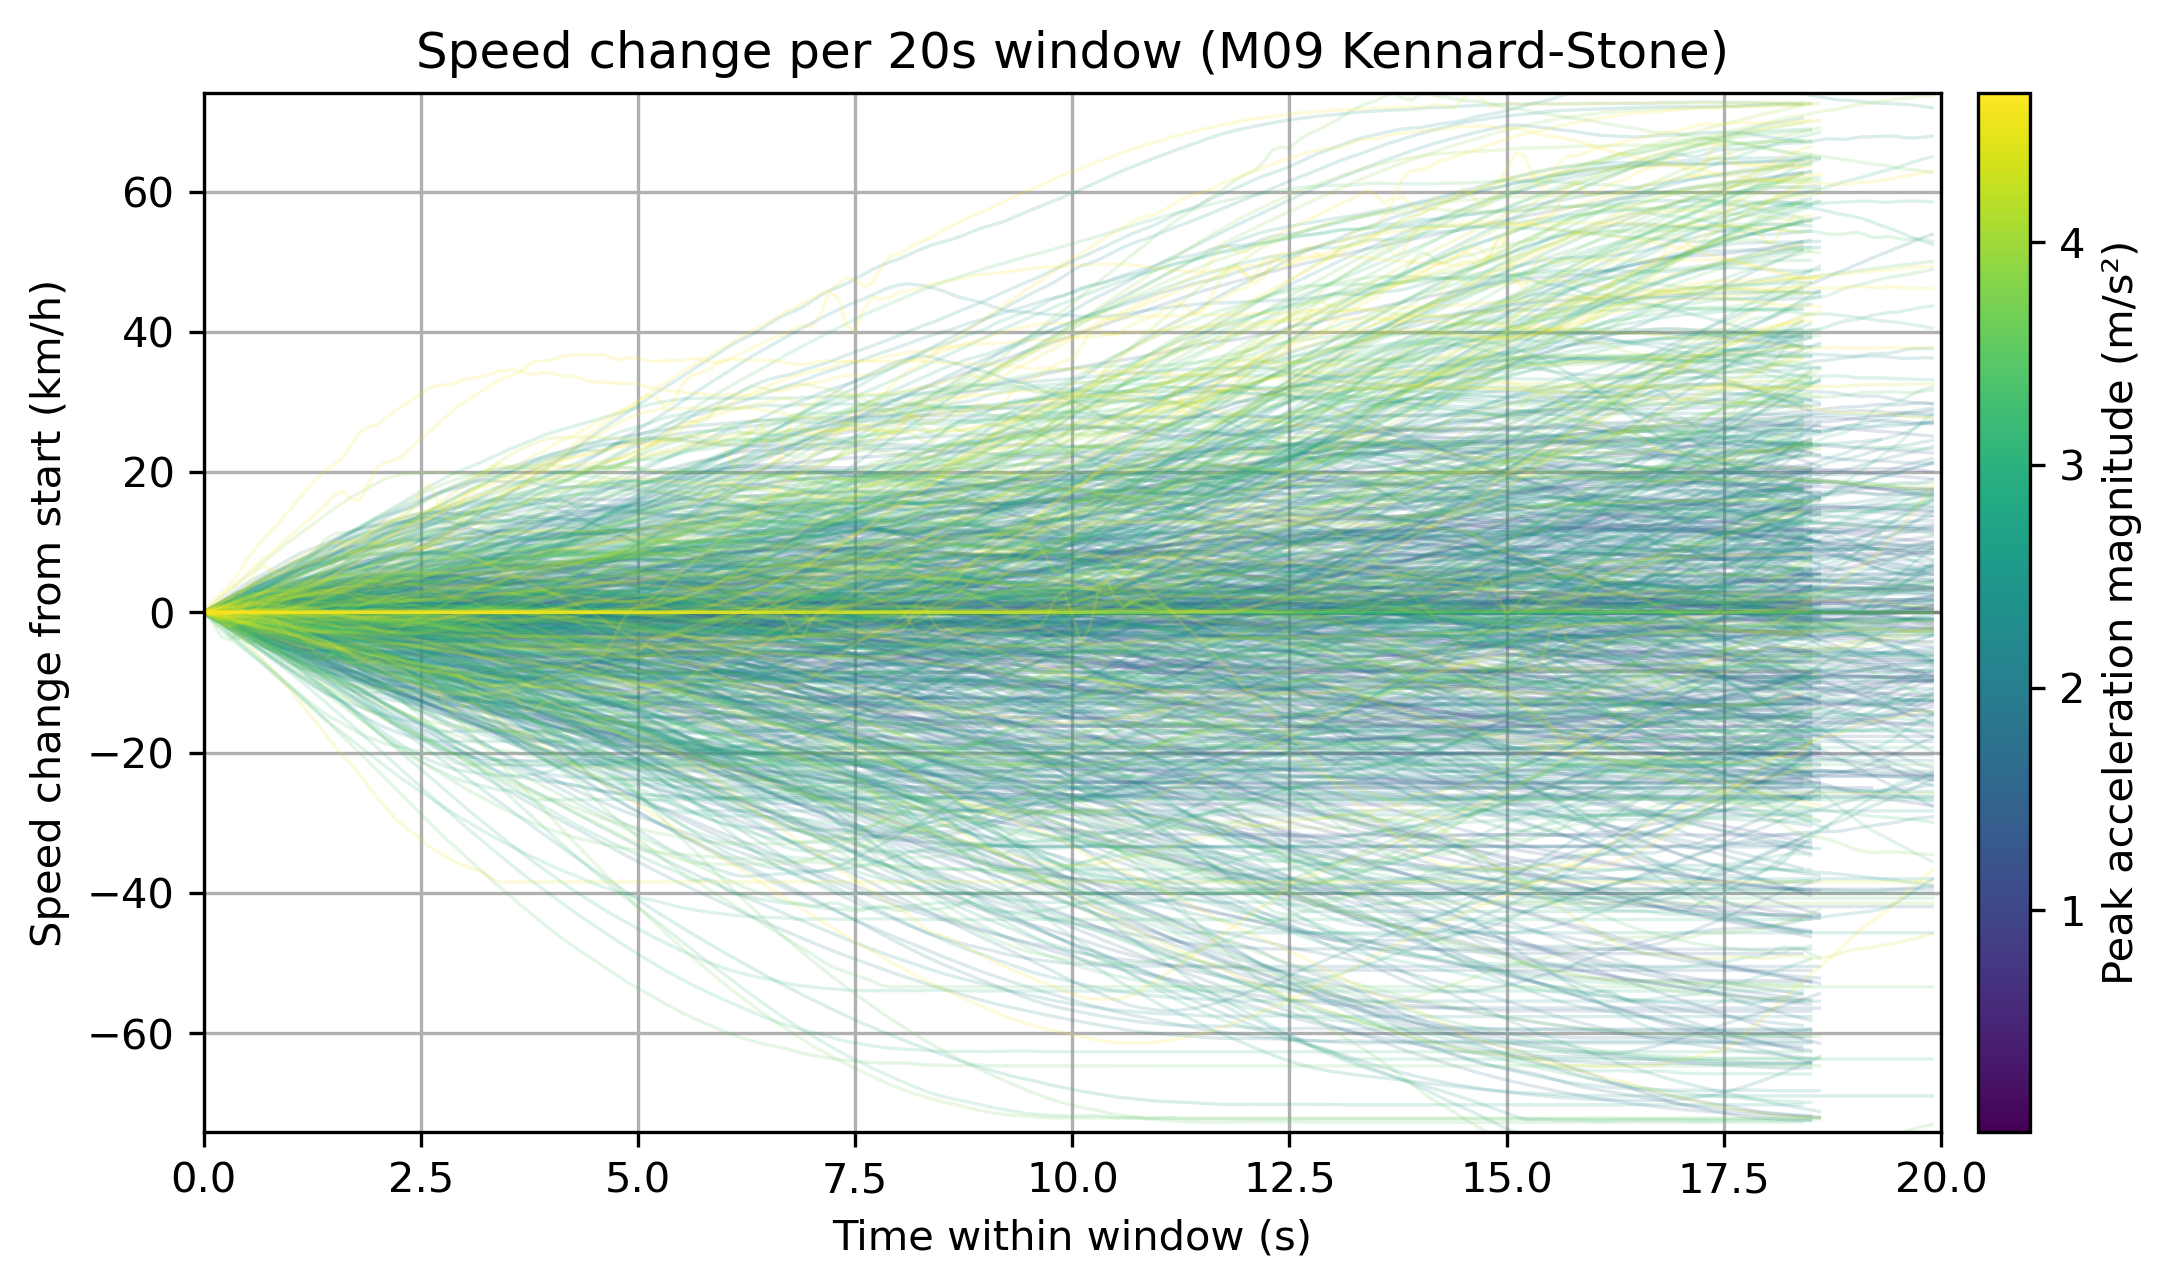 Speed change per 20s window (M09 Kennard-Stone)
Speed change from start (km/h)
60
40
20
0
−20
−40
−60
0.0 2.5 5.0 7.5 10.0 12.5 15.0 17.5 20.0
Time within window (s)
4
3
2
1
Peak acceleration magnitude (m/s²)